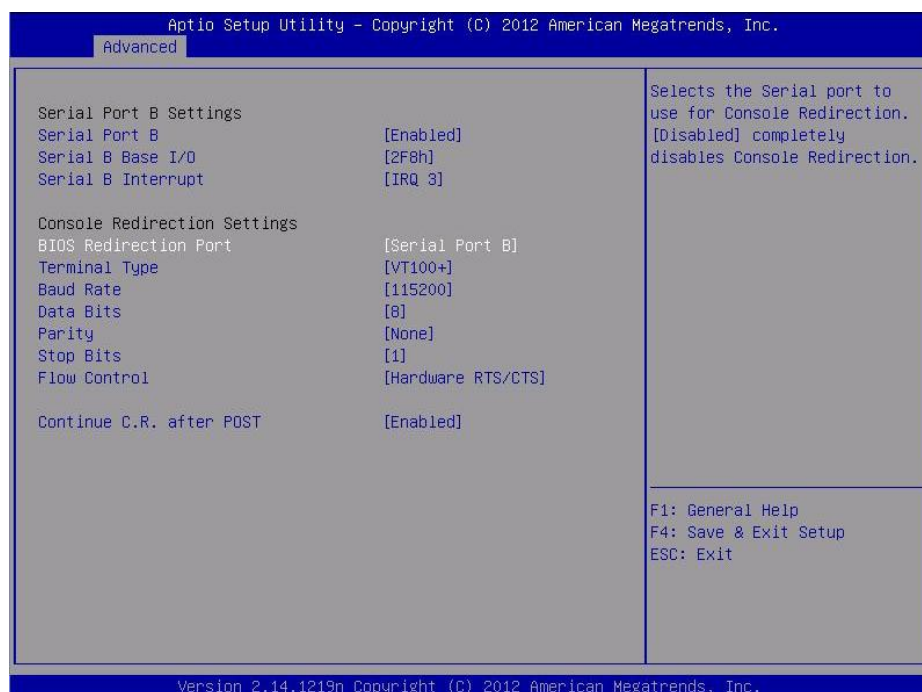 Aptio Setup Utility – Copyright (C) 2012 American Megatrends, Inc.
Advanced
Serial Port B Settings
Serial Port B [Enabled]
Serial B Base I/O [2F8h]
Serial B Interrupt [IRQ 3]
Console Redirection Settings
BIOS Redirection Port [Serial Port B]
Terminal Type [VT100+]
Baud Rate [115200]
Data Bits [8]
Parity [None]
Stop Bits [1]
Flow Control [Hardware RTS/CTS]
Continue C.R. after POST [Enabled]
Selects the Serial port to
use for Console Redirection.
[Disabled] completely
disables Console Redirection.
F1: General Help
F4: Save & Exit Setup
ESC: Exit
Version 2.14.1219n Copyright (C) 2012 American Megatrends, Inc.